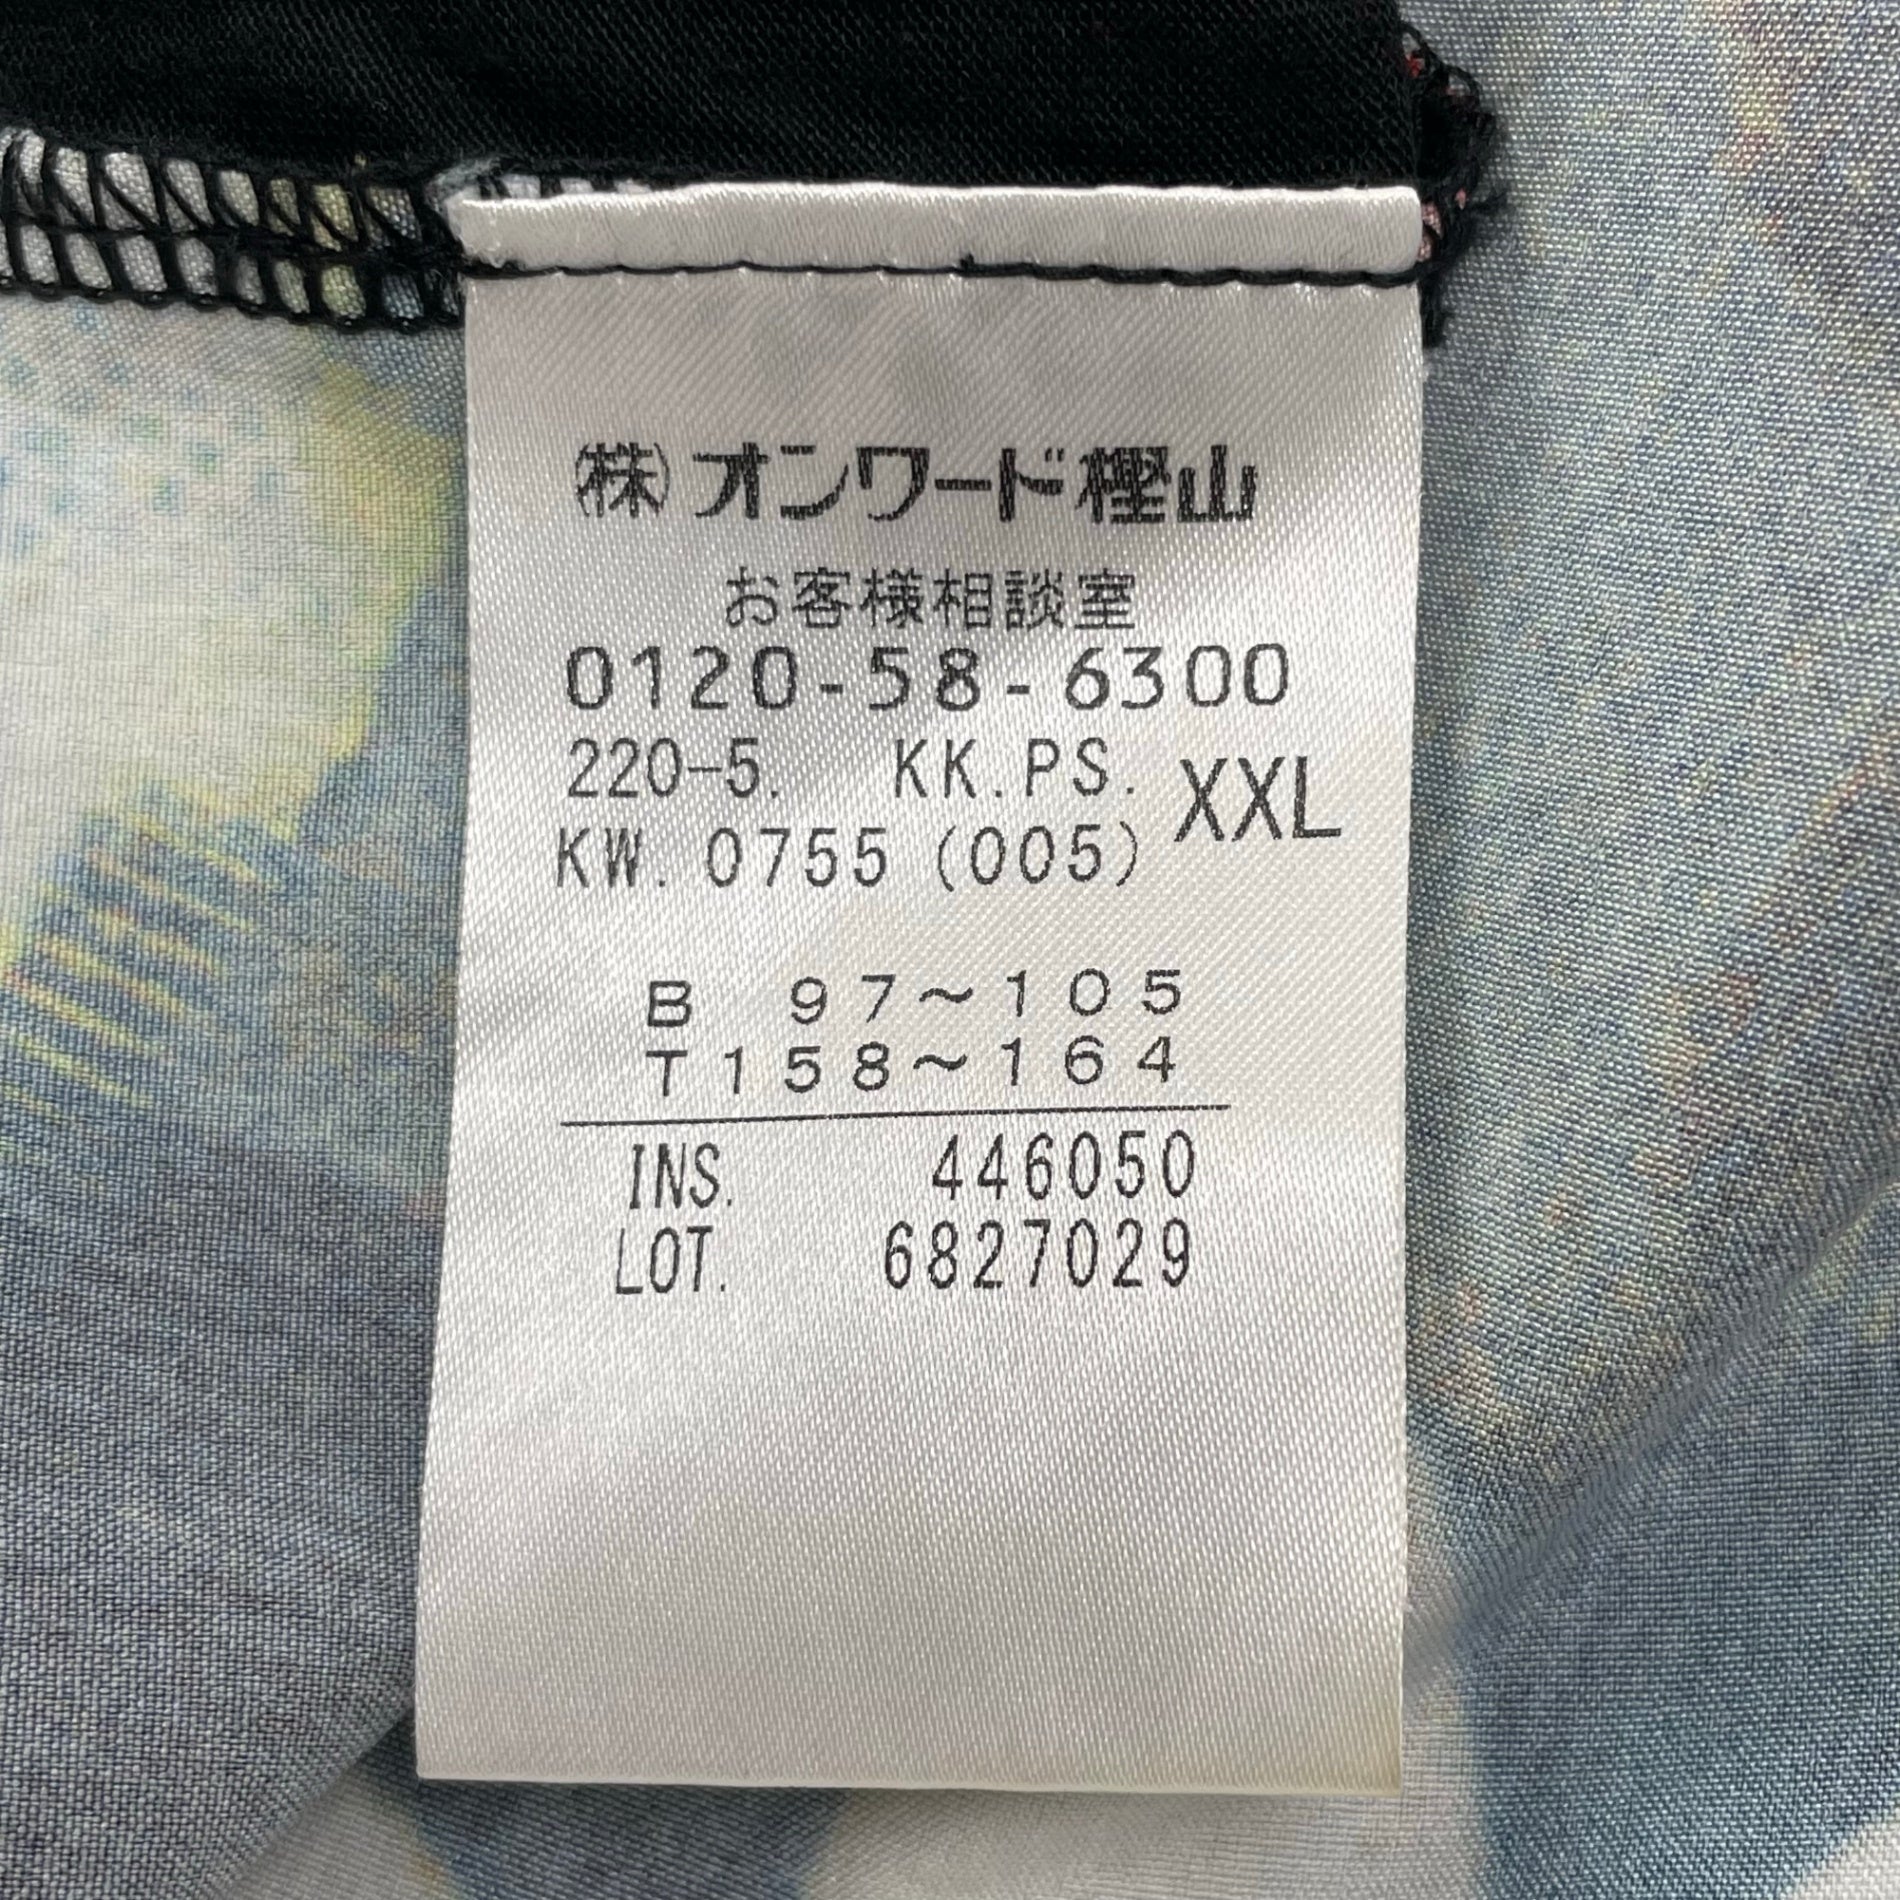 ㈱オンワード樫山
お客様相談室
0120-58-6300
220-5. KK.PS. XXL
KW. 0755 (005)
B 97～105
T158～164
INS. 446050
LOT. 6827029